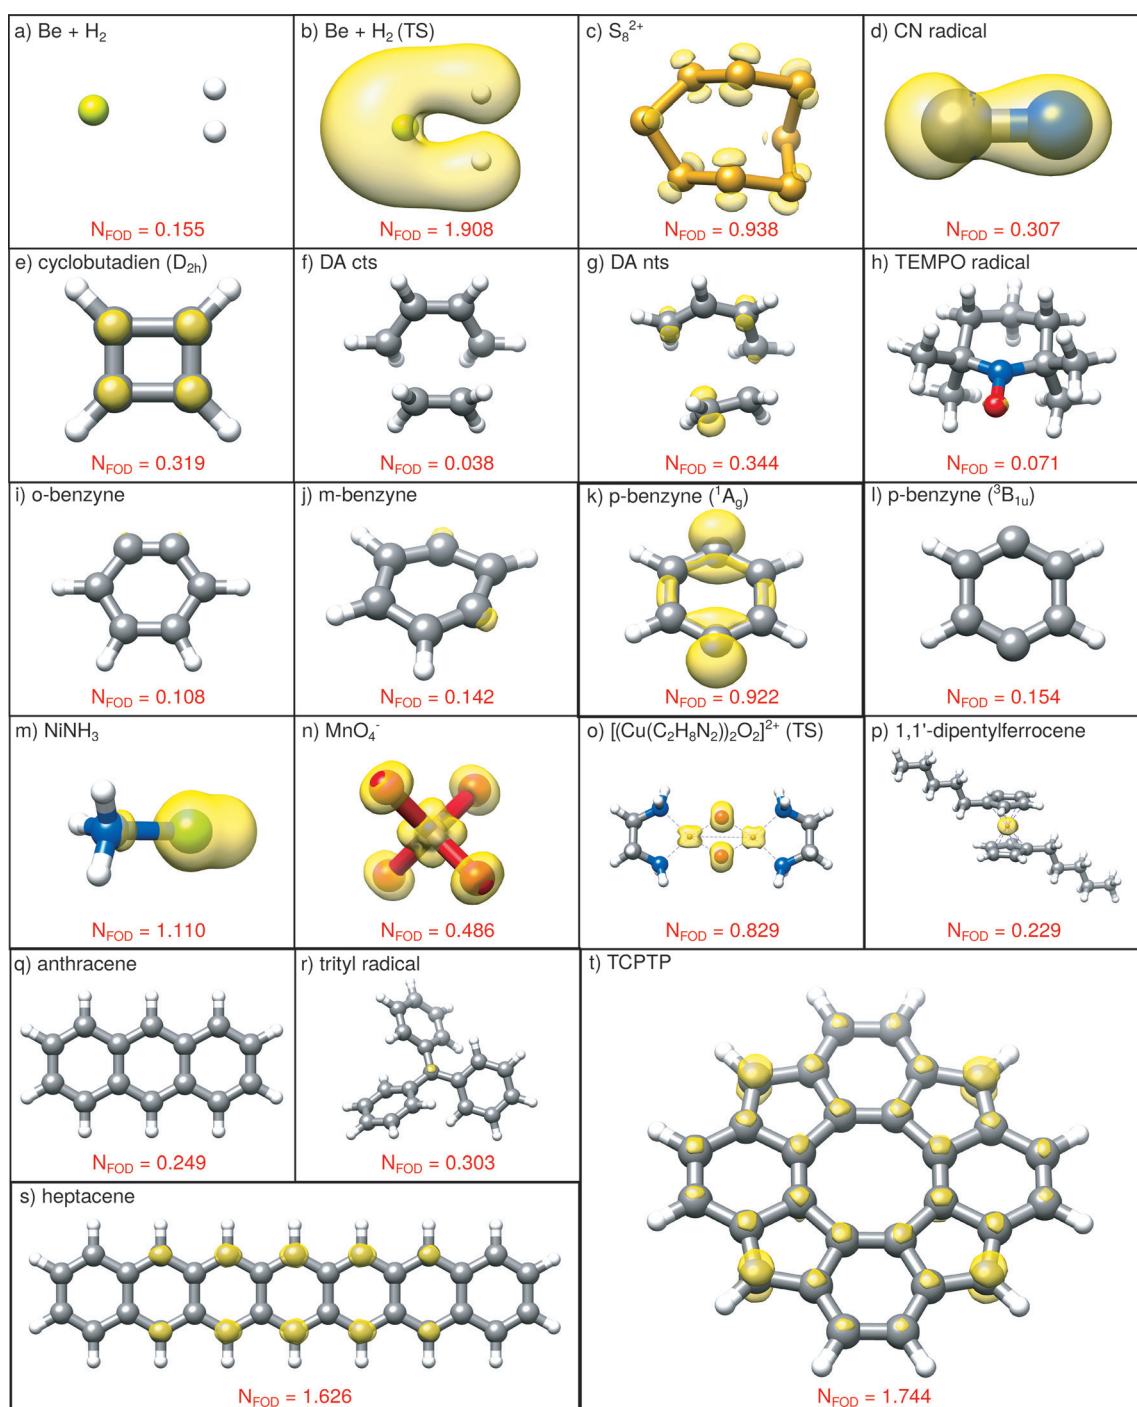 a) Be + H2
b) Be + H2 (TS)
c) S8 2+
d) CN radical
NFOD = 0.155
NFOD = 1.908
NFOD = 0.938
NFOD = 0.307
e) cyclobutadien (D2h)
f) DA cts
g) DA nts
h) TEMPO radical
NFOD = 0.319
NFOD = 0.038
NFOD = 0.344
NFOD = 0.071
i) o-benzyne
j) m-benzyne
k) p-benzyne (1Ag)
l) p-benzyne (3B1u)
NFOD = 0.108
NFOD = 0.142
NFOD = 0.922
NFOD = 0.154
m) NiNH3
n) MnO4-
o) [(Cu(C2H8N2))2O2]2+ (TS)
p) 1,1'-dipentylferrocene
NFOD = 1.110
NFOD = 0.486
NFOD = 0.829
NFOD = 0.229
q) anthracene
r) trityl radical
t) TCPTP
NFOD = 0.249
NFOD = 0.303
s) heptacene
NFOD = 1.626
NFOD = 1.744